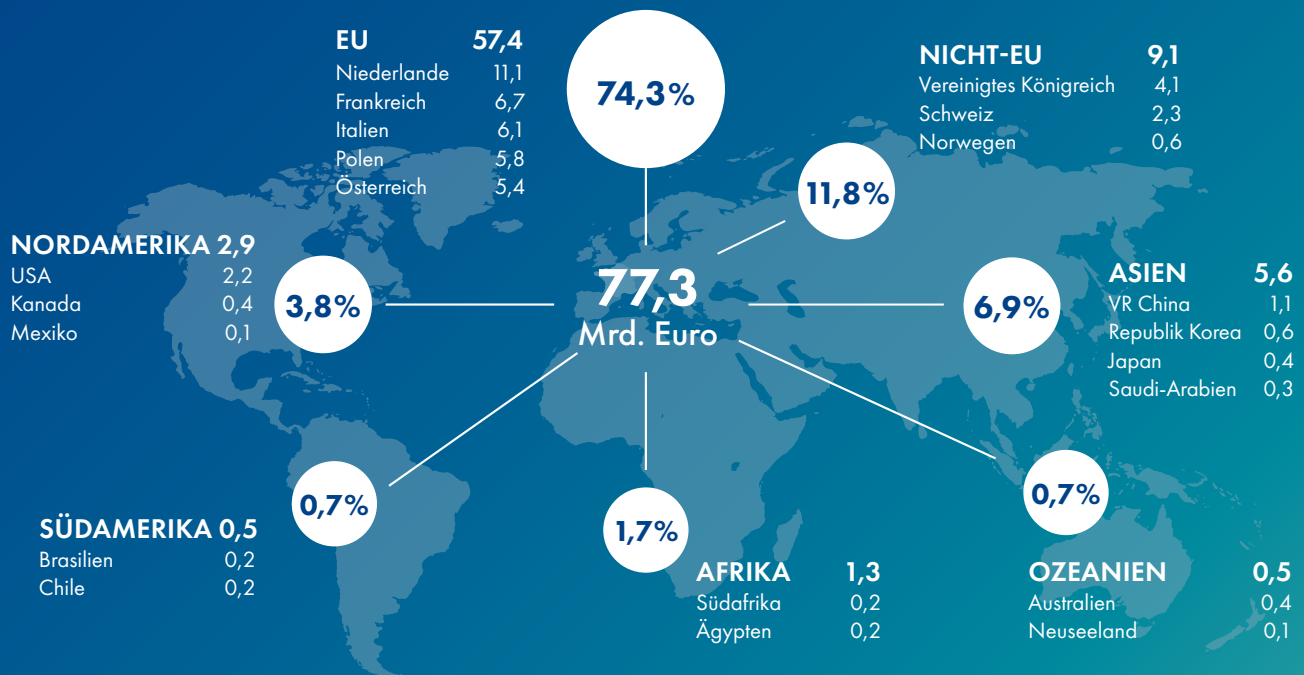 EU 57,4
Niederlande 11,1
Frankreich 6,7
Italien 6,1
Polen 5,8
Österreich 5,4
74,3%
NICHT-EU 9,1
Vereinigtes Königreich 4,1
Schweiz 2,3
Norwegen 0,6
11,8%
NORDAMERIKA 2,9
USA 2,2
Kanada 0,4
Mexiko 0,1
3,8%
77,3
Mrd. Euro
6,9%
ASIEN 5,6
VR China 1,1
Republik Korea 0,6
Japan 0,4
Saudi-Arabien 0,3
SÜDAMERIKA 0,5
Brasilien 0,2
Chile 0,2
0,7%
1,7%
AFRIKA 1,3
Südafrika 0,2
Ägypten 0,2
0,7%
OZEANIEN 0,5
Australien 0,4
Neuseeland 0,1